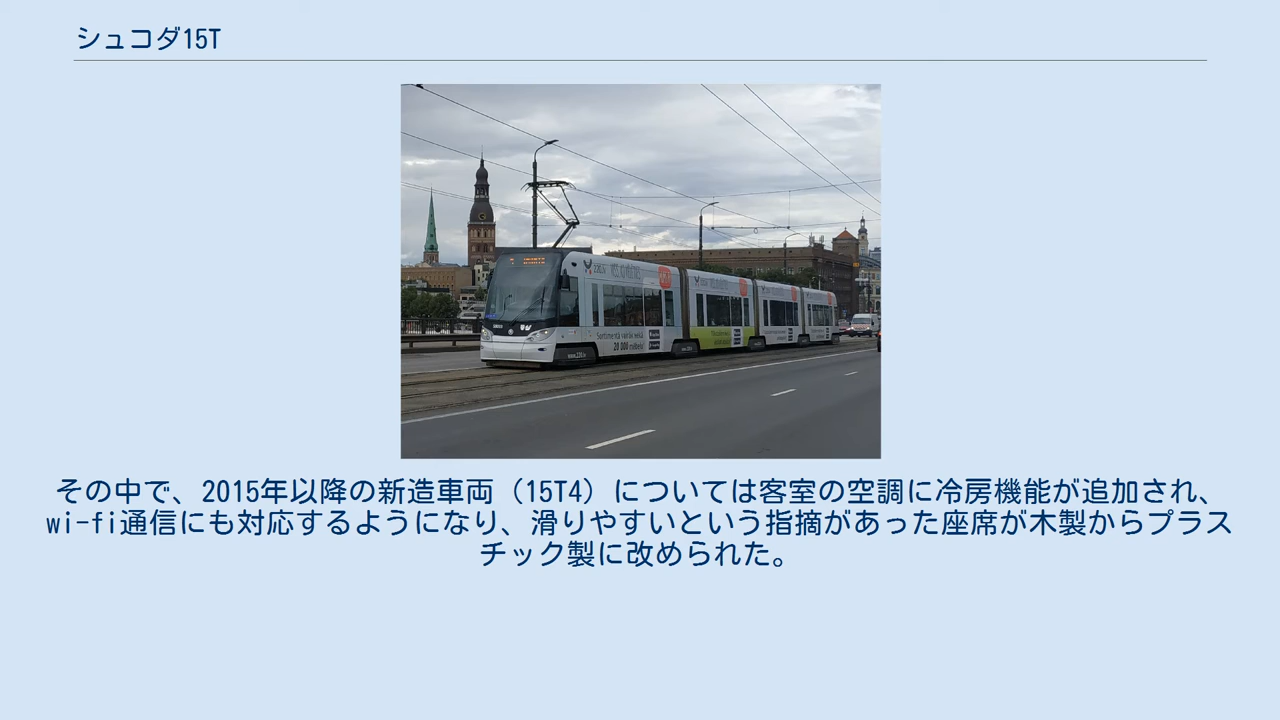 シュコダ15T
20 000
その中で、2015年以降の新造車両（15T4）については客室の空調に冷房機能が追加され、
wi-fi通信にも対応するようになり、滑りやすいという指摘があった座席が木製からプラス
チック製に改められた。